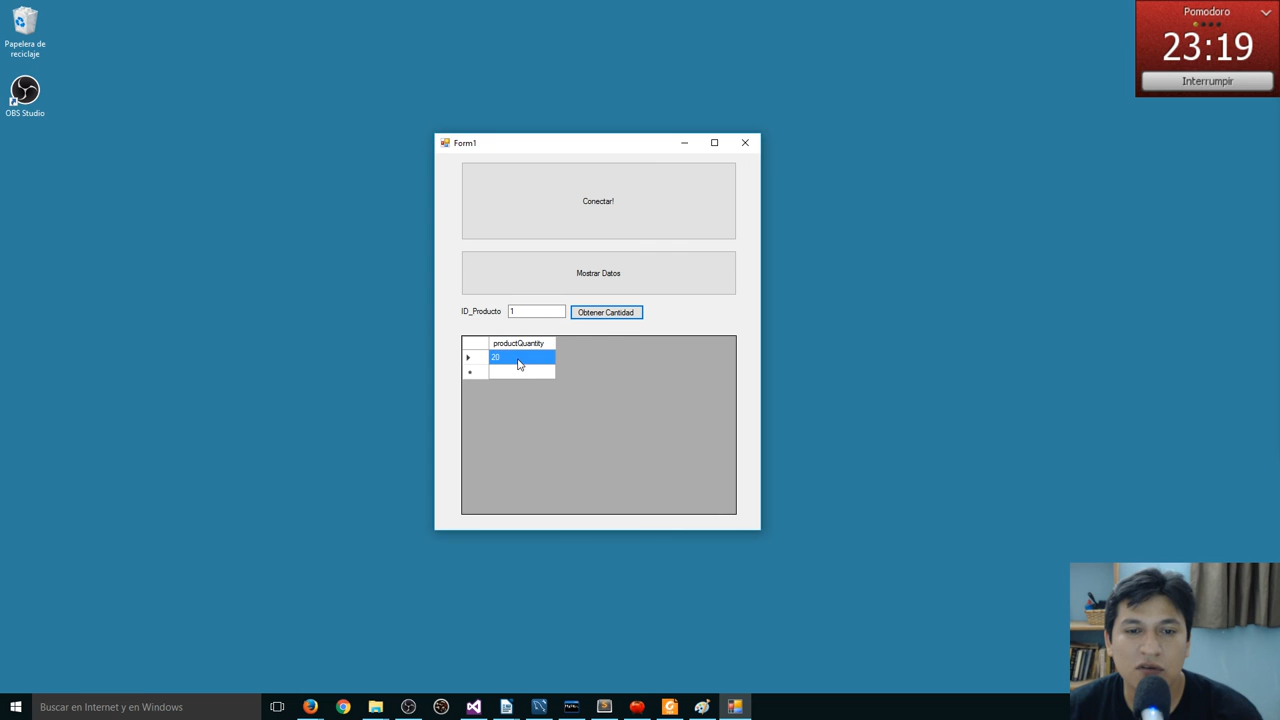 Papelera de
reciclaje
OBS Studio
Pomodoro
23:19
Interrumpir
Form1
Conectar!
Mostrar Datos
ID_Producto
1
Obtener Cantidad
productQuantity
20
Buscar en Internet y en Windows